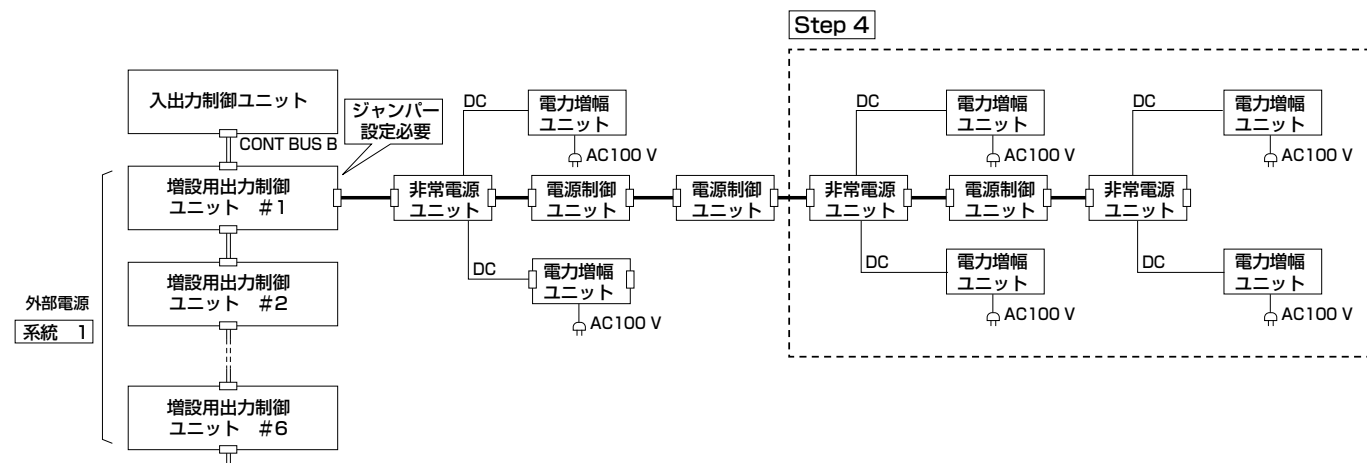 Step 4
入出力制御ユニット
CONT BUS B
ジャンパー
設定必要
DC
電力増幅
ユニット
AC100 V
DC
電力増幅
ユニット
AC100 V
DC
電力増幅
ユニット
AC100 V
増設用出力制御
ユニット #1
非常電源
ユニット
電源制御
ユニット
電源制御
ユニット
非常電源
ユニット
電源制御
ユニット
非常電源
ユニット
増設用出力制御
ユニット #2
DC
電力増幅
ユニット
AC100 V
DC
電力増幅
ユニット
AC100 V
DC
電力増幅
ユニット
AC100 V
外部電源
系統 1
増設用出力制御
ユニット #6